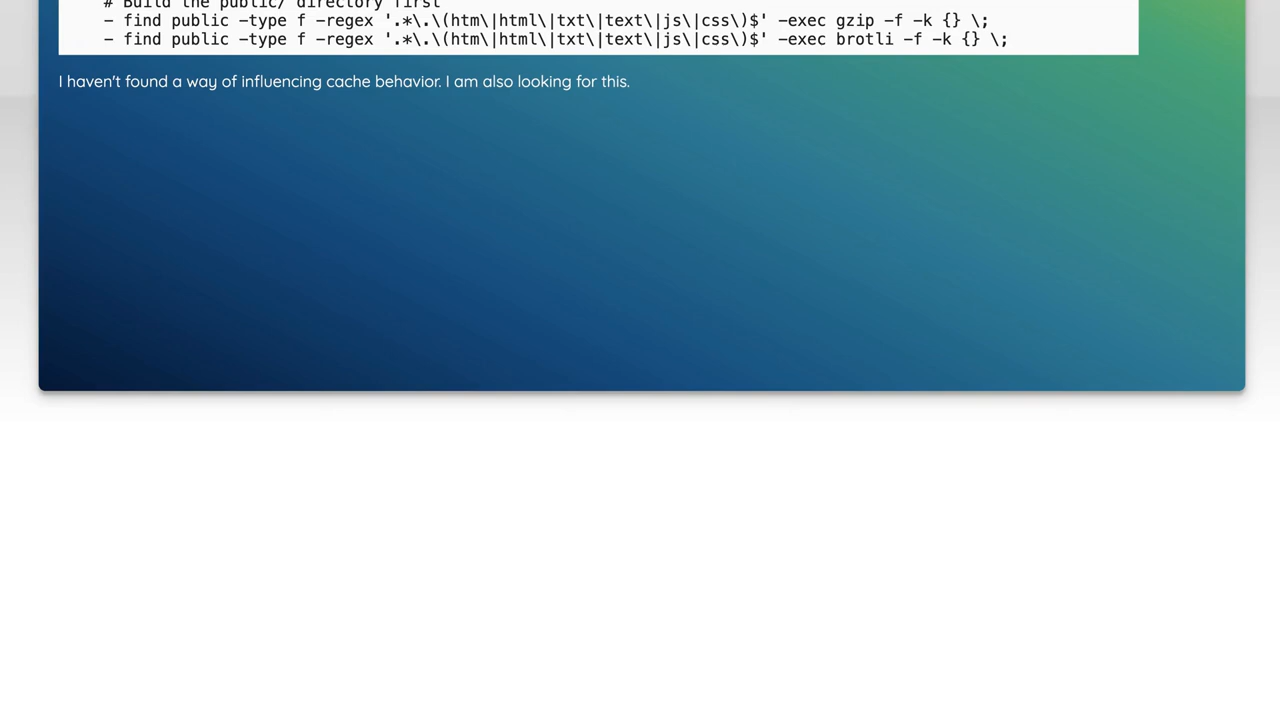 # Build the public/ directory first
- find public -type f -regex '.*\.\(htm\|html\|txt\|text\|js\|css\)$' -exec gzip -f -k {} \;
- find public -type f -regex '.*\.\(htm\|html\|txt\|text\|js\|css\)$' -exec brotli -f -k {} \;
I haven't found a way of influencing cache behavior. I am also looking for this.